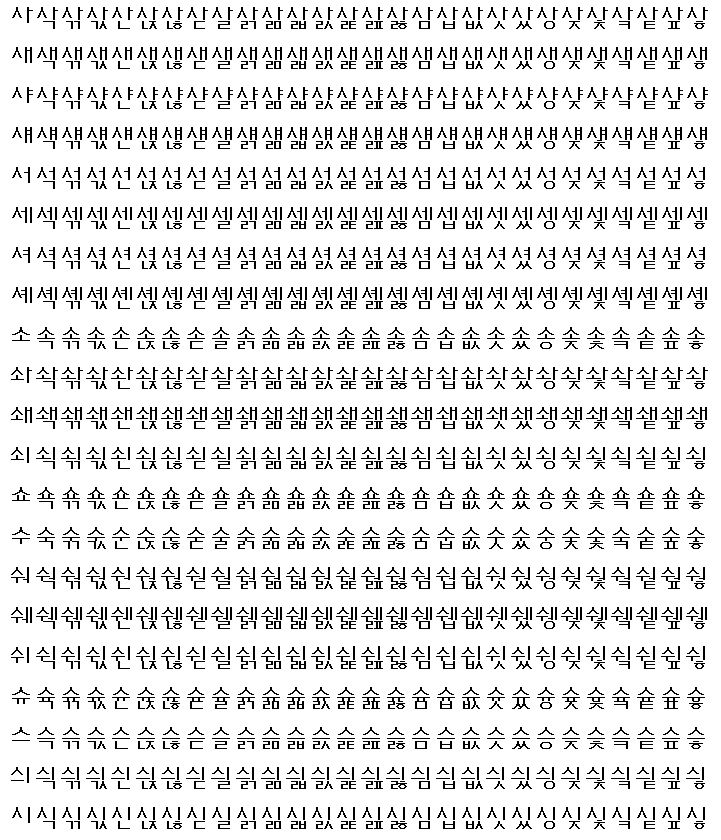 사삭삮삯산삱삲삳살삵삶삷삸삹삺삻삼삽삾삿샀상샂샃샄샅샆샇
새색샊샋샌샍샎샏샐샑샒샓샔샕샖샗샘샙샚샛샜생샞샟샠샡샢샣
샤샥샦샧샨샩샪샫샬샭샮샯샰샱샲샳샴샵샶샷샸샹샺샻샼샽샾샿
섀섁섂섃섄섅섆섇섈섉섊섋섌섍섎섏섐섑섒섓섔섕섖섗섘섙섚섛
서석섞섟선섡섢섣설섥섦섧섨섩섪섫섬섭섮섯섰성섲섳섴섵섶섷
세섹섺섻센섽섾섿셀셁셂셃셄셅셆셇셈셉셊셋셌셍셎셏셐셑셒셓
셔셕셖셗션셙셚셛셜셝셞셟셠셡셢셣셤셥셦셧셨셩셪셫셬셭셮셯
셰셱셲셳셴셵셶셷셸셹셺셻셼셽셾셿솀솁솂솃솄솅솆솇솈솉솊솋
소속솎솏손솑솒솓솔솕솖솗솘솙솚솛솜솝솞솟솠송솢솣솤솥솦솧
솨솩솪솫솬솭솮솯솰솱솲솳솴솵솶솷솸솹솺솻솼솽솾솿쇀쇁쇂쇃
쇄쇅쇆쇇쇈쇉쇊쇋쇌쇍쇎쇏쇐쇑쇒쇓쇔쇕쇖쇗쇘쇙쇚쇛쇜쇝쇞쇟
쇠쇡쇢쇣쇤쇥쇦쇧쇨쇩쇪쇫쇬쇭쇮쇯쇰쇱쇲쇳쇴쇵쇶쇷쇸쇹쇺쇻
쇼쇽쇾쇿숀숁숂숃숄숅숆숇숈숉숊숋숌숍숎숏숐숑숒숓숔숕숖숗
수숙숚숛순숝숞숟술숡숢숣숤숥숦숧숨숩숪숫숬숭숮숯숰숱숲숳
숴숵숶숷숸숹숺숻숼숽숾숿쉀쉁쉂쉃쉄쉅쉆쉇쉈쉉쉊쉋쉌쉍쉎쉏
쉐쉑쉒쉓쉔쉕쉖쉗쉘쉙쉚쉛쉜쉝쉞쉟쉠쉡쉢쉣쉤쉥쉦쉧쉨쉩쉪쉫
쉬쉭쉮쉯쉰쉱쉲쉳쉴쉵쉶쉷쉸쉹쉺쉻쉼쉽쉾쉿슀슁슂슃슄슅슆슇
슈슉슊슋슌슍슎슏슐슑슒슓슔슕슖슗슘슙슚슛슜슝슞슟슠슡슢슣
스슥슦슧슨슩슪슫슬슭슮슯슰슱슲슳슴습슶슷슸승슺슻슼슽슾슿
싀싁싂싃싄싅싆싇싈싉싊싋싌싍싎싏싐싑싒싓싔싕싖싗싘싙싚싛
시식싞싟신싡싢싣실싥싦싧싨싩싪싫심십싮싯싰싱싲싳싴싵싶싷